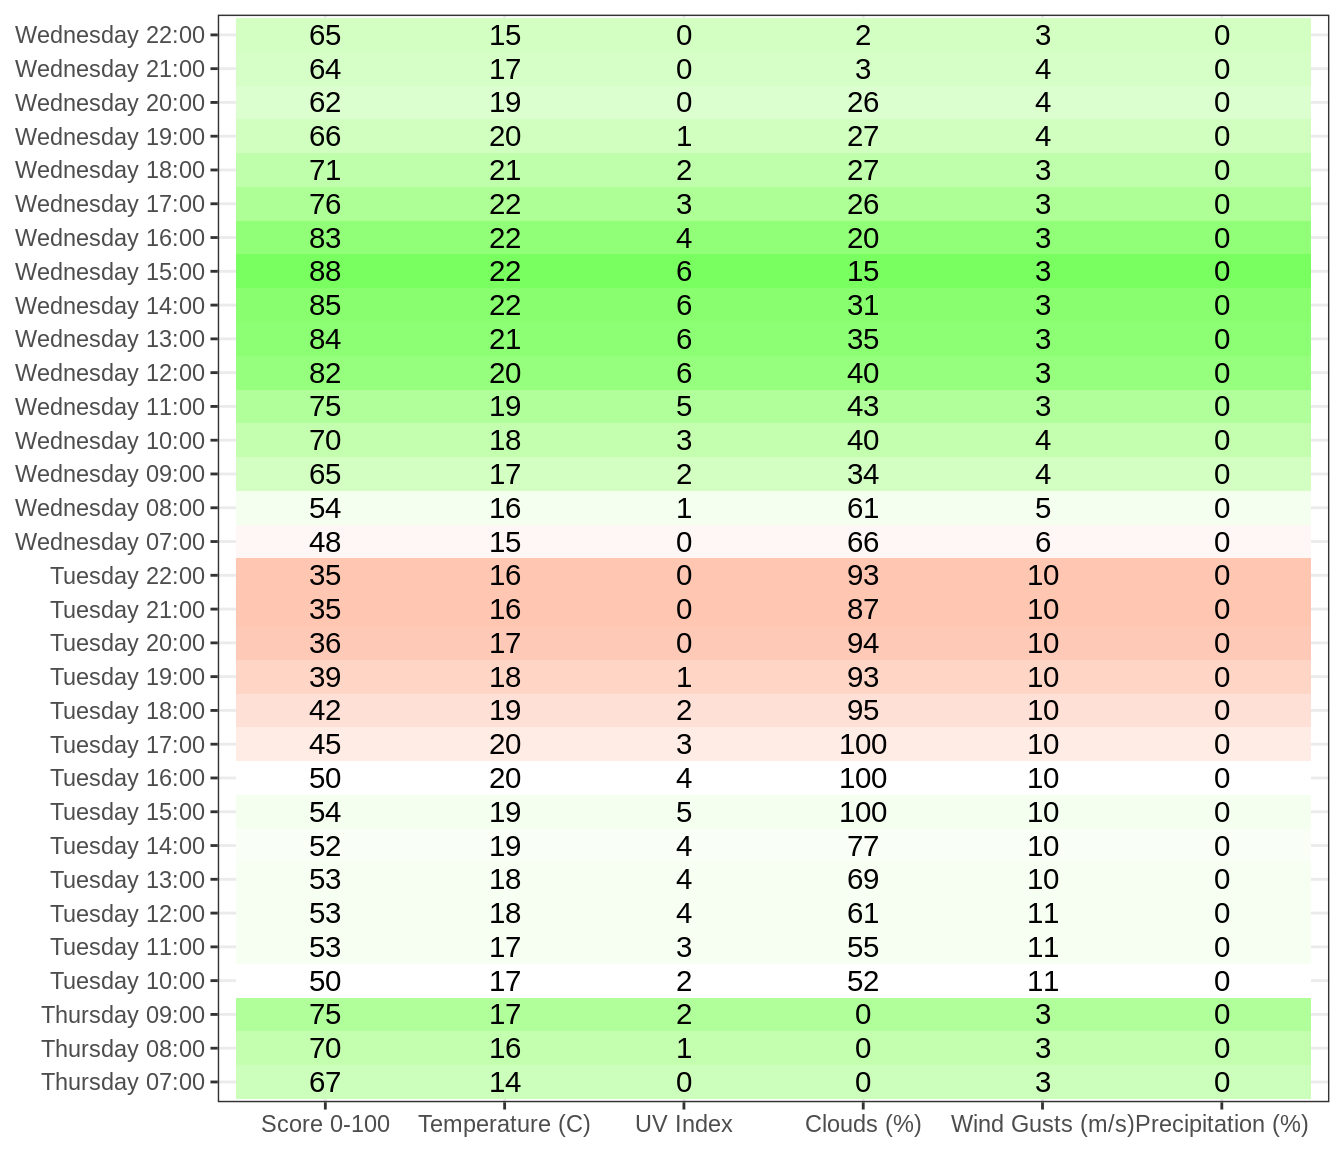 Wednesday 22:00 65 15 0 2 3 0
Wednesday 21:00 64 17 0 3 4 0
Wednesday 20:00 62 19 0 26 4 0
Wednesday 19:00 66 20 1 27 4 0
Wednesday 18:00 71 21 2 27 3 0
Wednesday 17:00 76 22 3 26 3 0
Wednesday 16:00 83 22 4 20 3 0
Wednesday 15:00 88 22 6 15 3 0
Wednesday 14:00 85 22 6 31 3 0
Wednesday 13:00 84 21 6 35 3 0
Wednesday 12:00 82 20 6 40 3 0
Wednesday 11:00 75 19 5 43 3 0
Wednesday 10:00 70 18 3 40 4 0
Wednesday 09:00 65 17 2 34 4 0
Wednesday 08:00 54 16 1 61 5 0
Wednesday 07:00 48 15 0 66 6 0
Tuesday 22:00 35 16 0 93 10 0
Tuesday 21:00 35 16 0 87 10 0
Tuesday 20:00 36 17 0 94 10 0
Tuesday 19:00 39 18 1 93 10 0
Tuesday 18:00 42 19 2 95 10 0
Tuesday 17:00 45 20 3 100 10 0
Tuesday 16:00 50 20 4 100 10 0
Tuesday 15:00 54 19 5 100 10 0
Tuesday 14:00 52 19 4 77 10 0
Tuesday 13:00 53 18 4 69 10 0
Tuesday 12:00 53 18 4 61 11 0
Tuesday 11:00 53 17 3 55 11 0
Tuesday 10:00 50 17 2 52 11 0
Thursday 09:00 75 17 2 0 3 0
Thursday 08:00 70 16 1 0 3 0
Thursday 07:00 67 14 0 0 3 0
Score 0-100 Temperature (C) UV Index Clouds (%) Wind Gusts (m/s) Precipitation (%)